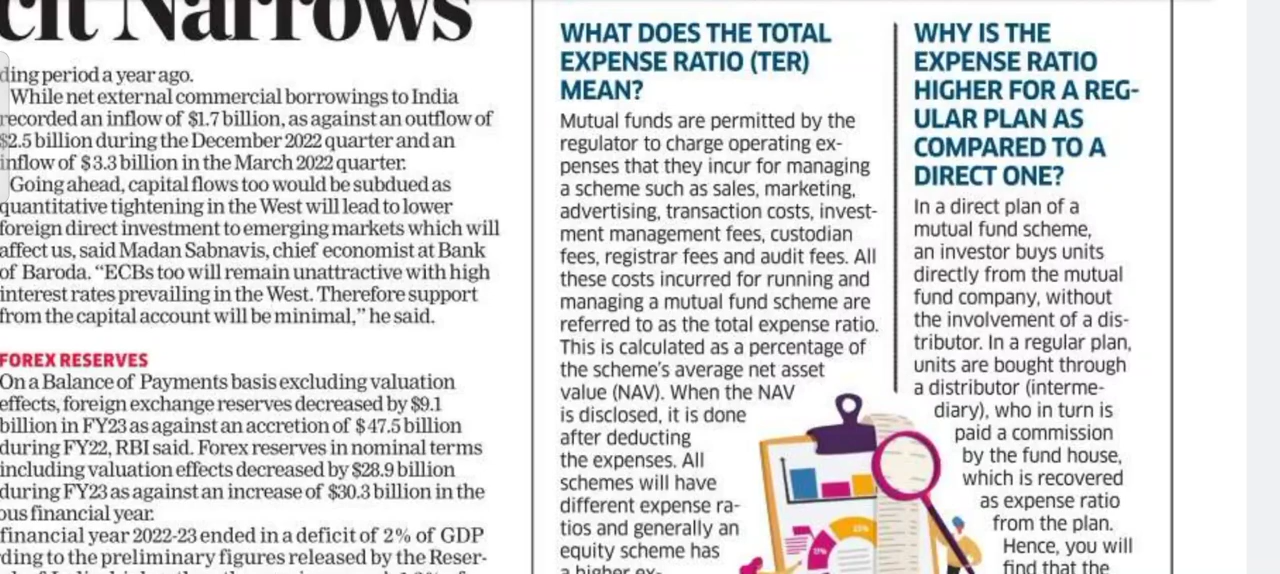 cit Narrows
ding period a year ago.
While net external commercial borrowings to India
recorded an inflow of $1.7 billion, as against an outflow of
$2.5 billion during the December 2022 quarter and an
inflow of $3.3 billion in the March 2022 quarter.
Going ahead, capital flows too would be subdued as
quantitative tightening in the West will lead to lower
foreign direct investment to emerging markets which will
affect us, said Madan Sabnavis, chief economist at Bank
of Baroda. “ECBs too will remain unattractive with high
interest rates prevailing in the West. Therefore support
from the capital account will be minimal,” he said.
FOREX RESERVES
On a Balance of Payments basis excluding valuation
effects, foreign exchange reserves decreased by $9.1
billion in FY23 as against an accretion of $47.5 billion
during FY22, RBI said. Forex reserves in nominal terms
including valuation effects decreased by $28.9 billion
during FY23 as against an increase of $30.3 billion in the
ous financial year.
financial year 2022-23 ended in a deficit of 2% of GDP
rding to the preliminary figures released by the Reser-
WHAT DOES THE TOTAL
EXPENSE RATIO (TER)
MEAN?
Mutual funds are permitted by the
regulator to charge operating ex-
penses that they incur for managing
a scheme such as sales, marketing,
advertising, transaction costs, invest-
ment management fees, custodian
fees, registrar fees and audit fees. All
these costs incurred for running and
managing a mutual fund scheme are
referred to as the total expense ratio.
This is calculated as a percentage of
the scheme’s average net asset
value (NAV). When the NAV
is disclosed, it is done
after deducting
the expenses. All
schemes will have
different expense ra-
tios and generally an
equity scheme has
a higher ex-
WHY IS THE
EXPENSE RATIO
HIGHER FOR A REG-
ULAR PLAN AS
COMPARED TO A
DIRECT ONE?
In a direct plan of a
mutual fund scheme,
an investor buys units
directly from the mutual
fund company, without
the involvement of a dis-
tributor. In a regular plan,
units are bought through
a distributor (interme-
diary), who in turn is
paid a commission
by the fund house,
which is recovered
as expense ratio
from the plan.
Hence, you will
find that the